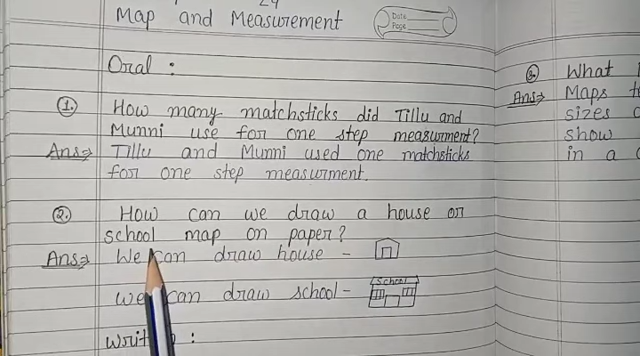 24
Map and Measurement
Date
Page
Oral :
1. How many matchsticks did Tillu and
Munni use for one step measurment?
Ans⇒ Tillu and Munni used one matchsticks
for one step measurment.
2. How can we draw a house or
school map on paper?
Ans⇒ We can draw house -
we can draw school - School
3. What
Ans⇒ Maps
sizes
show
in a